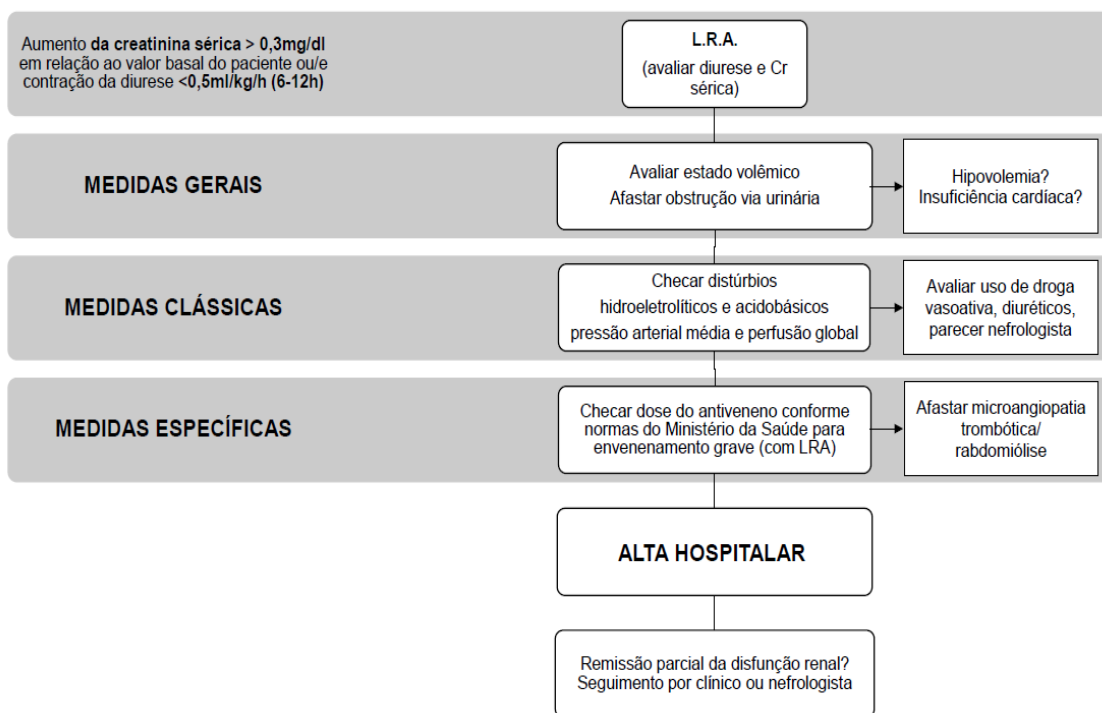 Aumento da creatinina sérica > 0,3mg/dl
em relação ao valor basal do paciente ou/e
contração da diurese <0,5ml/kg/h (6-12h)
L.R.A.
(avaliar diurese e Cr
sérica)
MEDIDAS GERAIS
Avaliar estado volêmico
Afastar obstrução via urinária
Hipovolemia?
Insuficiência cardíaca?
MEDIDAS CLÁSSICAS
Checar distúrbios
hidroeletrolíticos e acidobásicos
pressão arterial média e perfusão global
Avaliar uso de droga
vasoativa, diuréticos,
parecer nefrologista
MEDIDAS ESPECÍFICAS
Checar dose do antiveneno conforme
normas do Ministério da Saúde para
envenenamento grave (com LRA)
Afastar microangiopatia
trombótica/
rabdomiólise
ALTA HOSPITALAR
Remissão parcial da disfunção renal?
Seguimento por clínico ou nefrologista